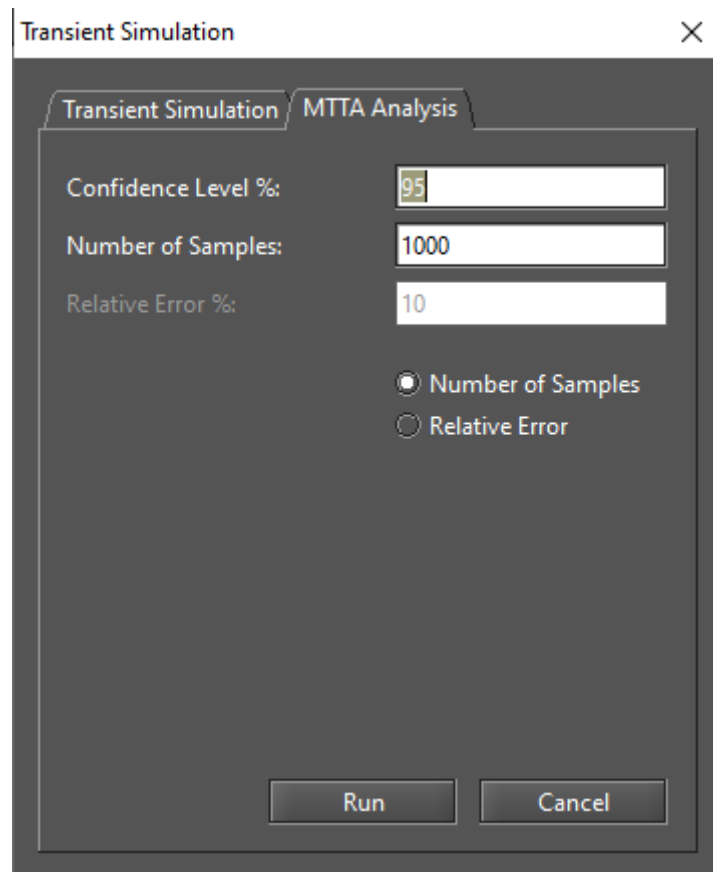 Transient Simulation
Transient Simulation MTTA Analysis
Confidence Level %: 95
Number of Samples: 1000
Relative Error %: 10
Number of Samples
Relative Error
Run Cancel